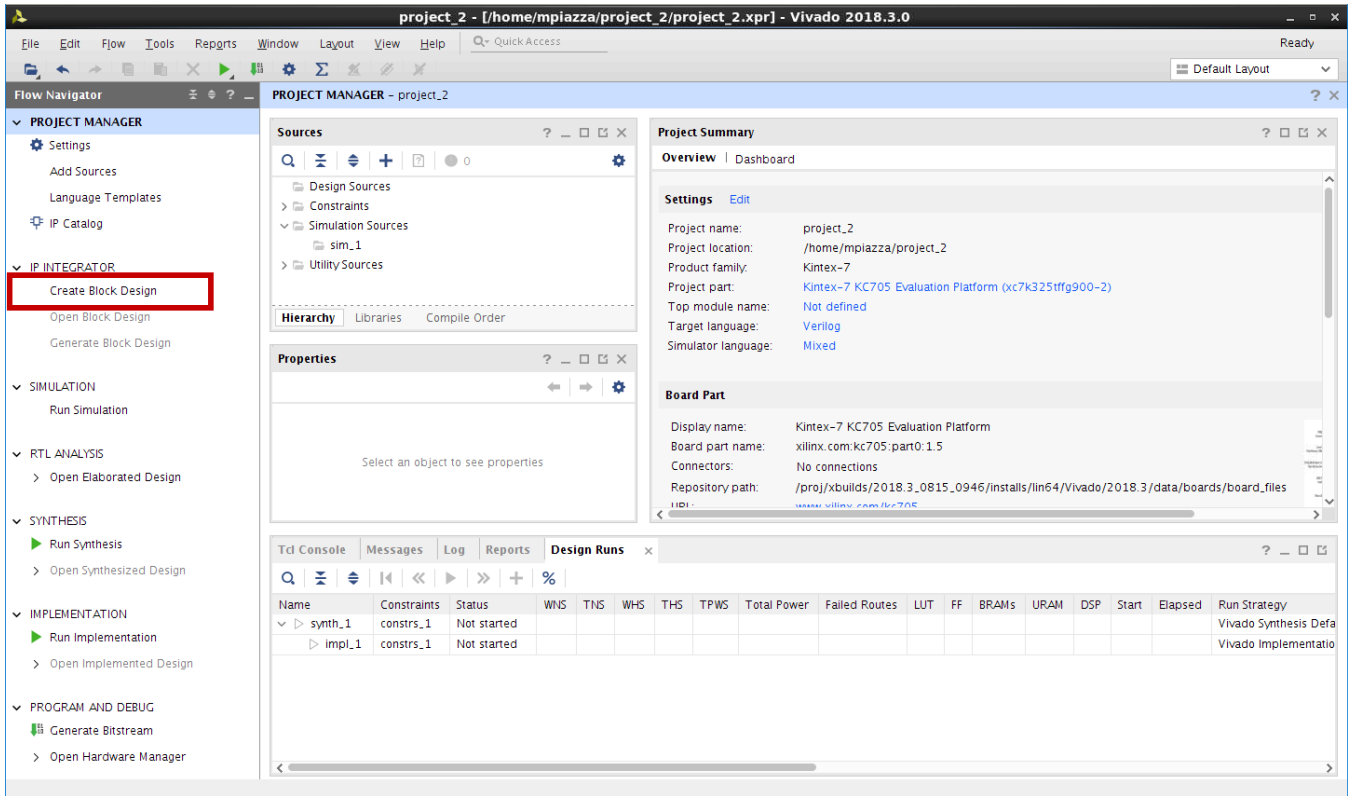 project_2 - [/home/mpiazza/project_2/project_2.xpr] - Vivado 2018.3.0
File Edit Flow Tools Reports Window Layout View Help Quick Access Ready
Default Layout
Flow Navigator
PROJECT MANAGER
Settings
Add Sources
Language Templates
IP Catalog
IP INTEGRATOR
Create Block Design
Open Block Design
Generate Block Design
SIMULATION
Run Simulation
RTL ANALYSIS
Open Elaborated Design
SYNTHESIS
Run Synthesis
Open Synthesized Design
IMPLEMENTATION
Run Implementation
Open Implemented Design
PROGRAM AND DEBUG
Generate Bitstream
Open Hardware Manager
PROJECT MANAGER - project_2
Sources
0
Design Sources
Constraints
Simulation Sources
sim_1
Utility Sources
Hierarchy Libraries Compile Order
Properties
Select an object to see properties
Project Summary
Overview | Dashboard
Settings Edit
Project name: project_2
Project location: /home/mpiazza/project_2
Product family: Kintex-7
Project part: Kintex-7 KC705 Evaluation Platform (xc7k325tffg900-2)
Top module name: Not defined
Target language: Verilog
Simulator language: Mixed
Board Part
Display name: Kintex-7 KC705 Evaluation Platform
Board part name: xilinx.com:kc705:part0:1.5
Connectors: No connections
Repository path: /proj/xbuilds/2018.3_0815_0946/installs/lin64/Vivado/2018.3/data/boards/board_files
URL: www.xilinx.com/kc705
Tcl Console Messages Log Reports Design Runs
Name Constraints Status WNS TNS WHS THS TPWS Total Power Failed Routes LUT FF BRAMs URAM DSP Start Elapsed Run Strategy
synth_1 constrs_1 Not started Vivado Synthesis Defa
impl_1 constrs_1 Not started Vivado Implementatio